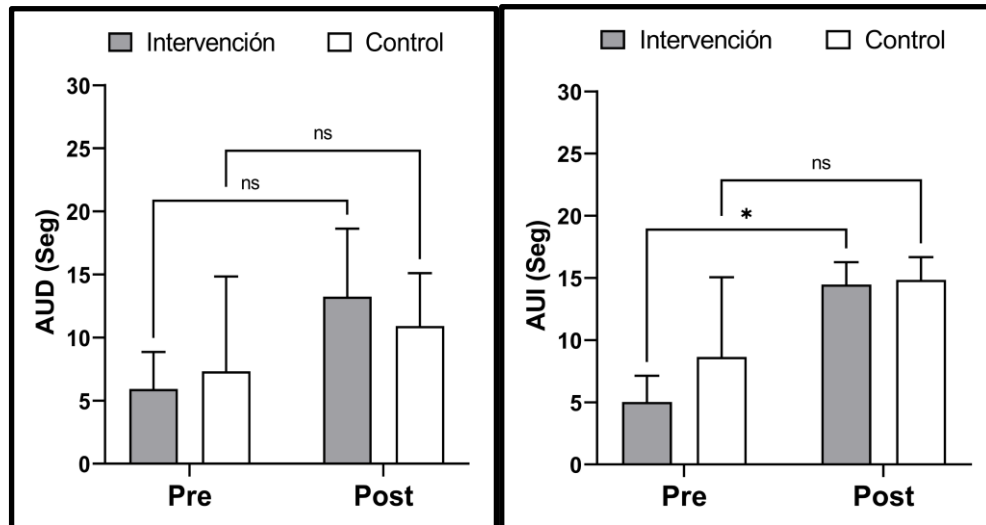 Intervención Control
30
25
20
15
10
5
0
AUD (Seg)
ns
ns
Pre Post
Intervención Control
30
25
20
15
10
5
0
AUI (Seg)
ns
*
Pre Post